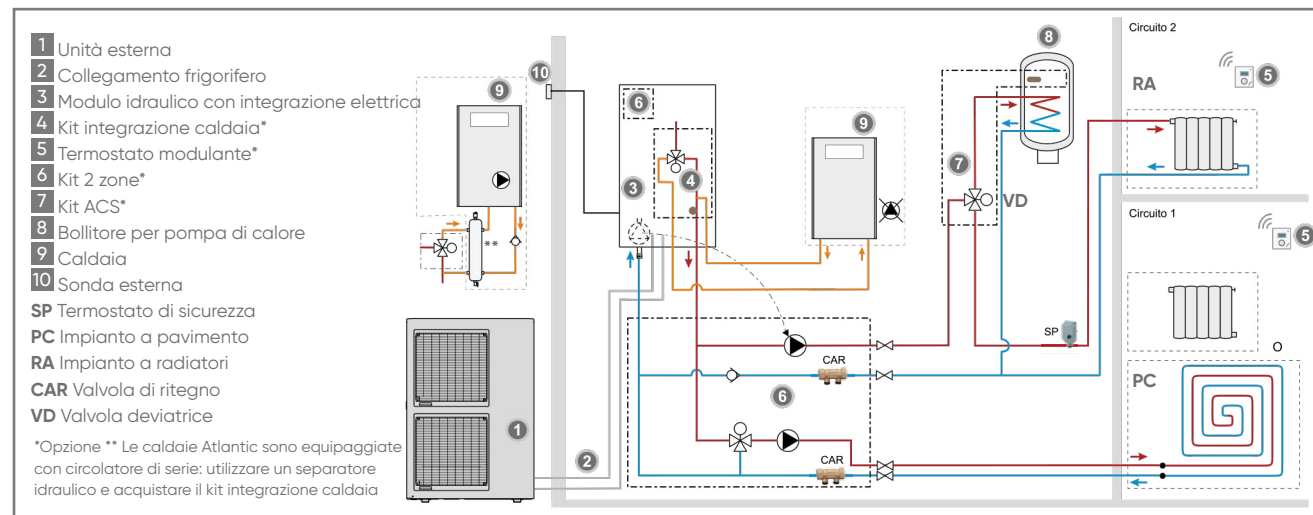 1 Unità esterna
2 Collegamento frigorifero
3 Modulo idraulico con integrazione elettrica
4 Kit integrazione caldaia*
5 Termostato modulante*
6 Kit 2 zone*
7 Kit ACS*
8 Bollitore per pompa di calore
9 Caldaia
10 Sonda esterna
SP Termostato di sicurezza
PC Impianto a pavimento
RA Impianto a radiatori
CAR Valvola di ritegno
VD Valvola deviatrice
*Opzione ** Le caldaie Atlantic sono equipaggiate
con circolatore di serie: utilizzare un separatore
idraulico e acquistare il kit integrazione caldaia
9
**
10
1
2
6
3
4
9
8
7
VD
CAR
6
CAR
SP
Circuito 2
RA
5
Circuito 1
5
O
PC